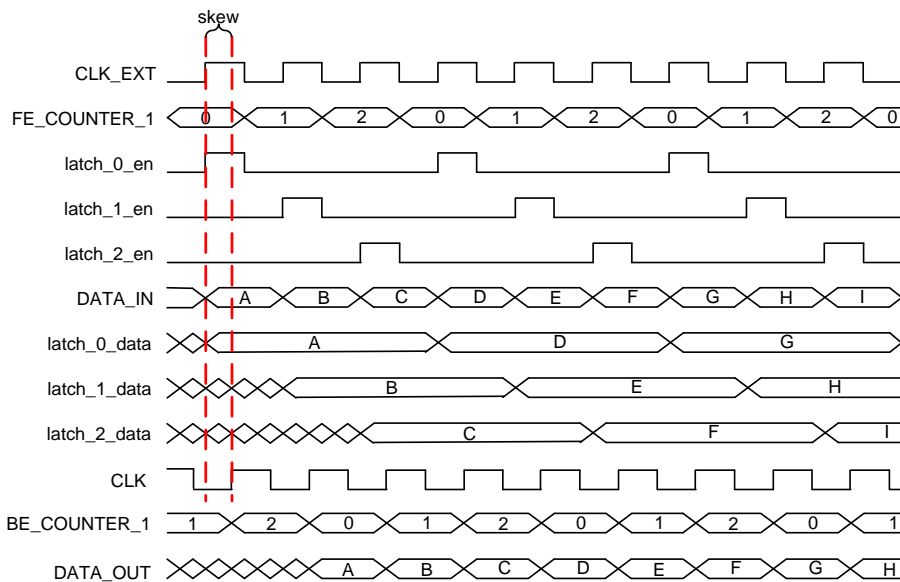 skew
CLK_EXT
FE_COUNTER_1 0 1 2 0 1 2 0 1 2 0
latch_0_en
latch_1_en
latch_2_en
DATA_IN A B C D E F G H I
latch_0_data A D G
latch_1_data B E H
latch_2_data C F I
CLK
BE_COUNTER_1 1 2 0 1 2 0 1 2 0 1
DATA_OUT A B C D E F G H